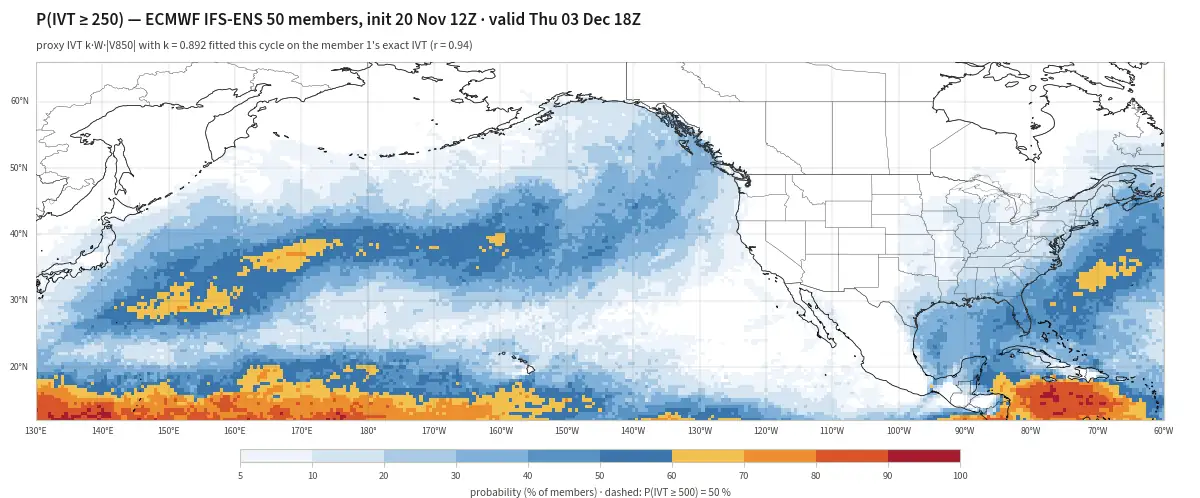 P(IVT ≥ 250) — ECMWF IFS-ENS 50 members, init 20 Nov 12Z · valid Thu 03 Dec 18Z
proxy IVT k·W·|V850| with k = 0.892 fitted this cycle on the member 1's exact IVT (r = 0.94)
60°N
50°N
40°N
30°N
20°N
130°E 140°E 150°E 160°E 170°E 180° 170°W 160°W 150°W 140°W 130°W 120°W 110°W 100°W 90°W 80°W 70°W 60°W
5 10 20 30 40 50 60 70 80 90 100
probability (% of members) · dashed: P(IVT ≥ 500) = 50 %